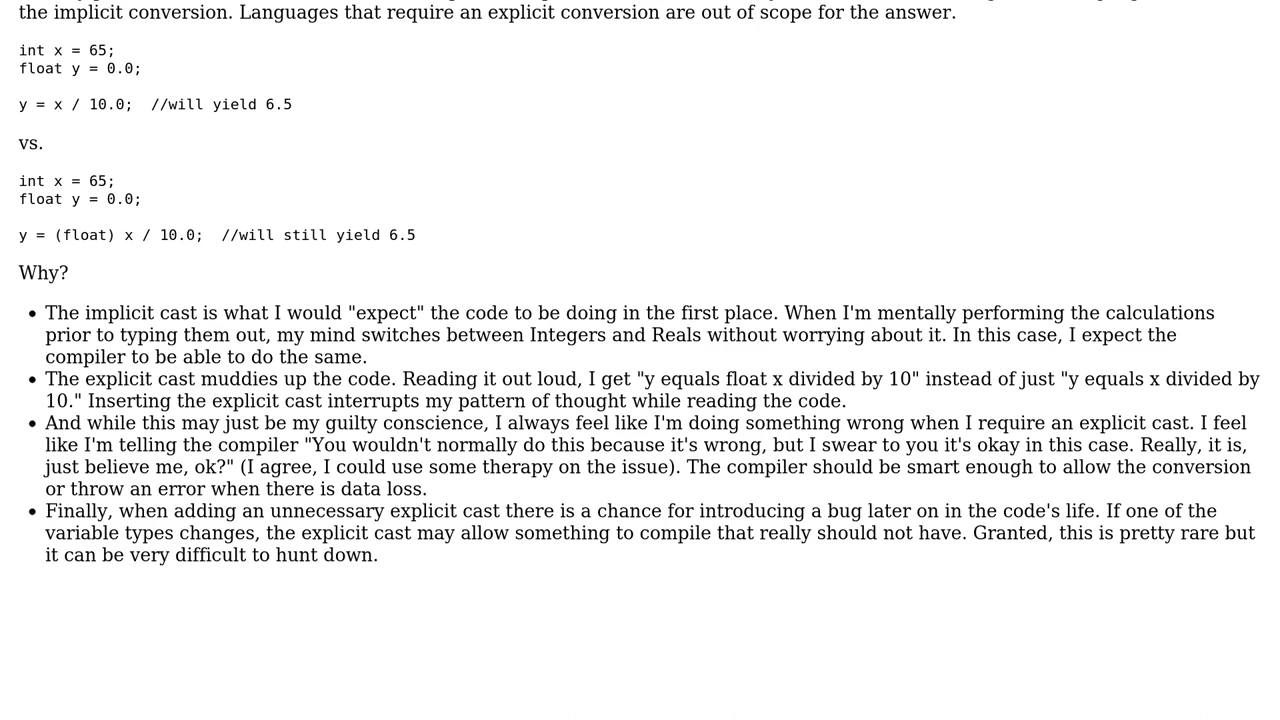 the implicit conversion. Languages that require an explicit conversion are out of scope for the answer.
int x = 65;
float y = 0.0;
y = x / 10.0;  //will yield 6.5
vs.
int x = 65;
float y = 0.0;
y = (float) x / 10.0;  //will still yield 6.5
Why?
• The implicit cast is what I would "expect" the code to be doing in the first place. When I'm mentally performing the calculations
prior to typing them out, my mind switches between Integers and Reals without worrying about it. In this case, I expect the
compiler to be able to do the same.
• The explicit cast muddies up the code. Reading it out loud, I get "y equals float x divided by 10" instead of just "y equals x divided by
10." Inserting the explicit cast interrupts my pattern of thought while reading the code.
• And while this may just be my guilty conscience, I always feel like I'm doing something wrong when I require an explicit cast. I feel
like I'm telling the compiler "You wouldn't normally do this because it's wrong, but I swear to you it's okay in this case. Really, it is,
just believe me, ok?" (I agree, I could use some therapy on the issue). The compiler should be smart enough to allow the conversion
or throw an error when there is data loss.
• Finally, when adding an unnecessary explicit cast there is a chance for introducing a bug later on in the code's life. If one of the
variable types changes, the explicit cast may allow something to compile that really should not have. Granted, this is pretty rare but
it can be very difficult to hunt down.